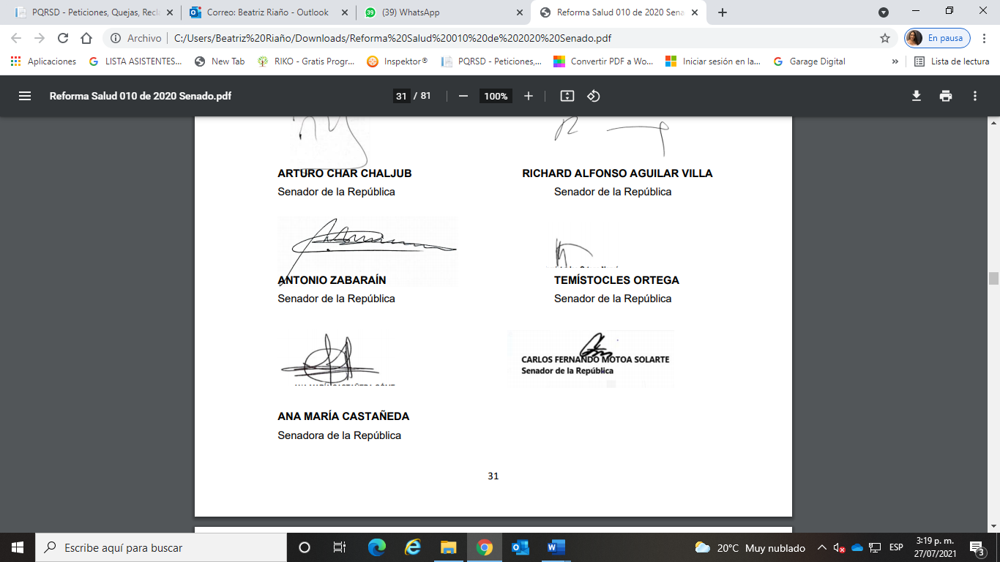 PQRSD - Peticiones, Quejas, Recl
Correo: Beatriz Riaño - Outlook
(39) WhatsApp
Reforma Salud 010 de 2020 Sena
Archivo
C:/Users/Beatriz%20Riaño/Downloads/Reforma%20Salud%20010%20de%202020%20Senado.pdf
En pausa
Aplicaciones
LISTA ASISTENTES...
New Tab
RIKO - Gratis Progr...
Inspektor®
PQRSD - Peticiones,...
Convertir PDF a Wo...
Iniciar sesión en la...
Garage Digital
»
Lista de lectura
Reforma Salud 010 de 2020 Senado.pdf
31 / 81
100%
ARTURO CHAR CHALJUB
RICHARD ALFONSO AGUILAR VILLA
Senador de la República
Senador de la República
ANTONIO ZABARAÍN
TEMÍSTOCLES ORTEGA
Senador de la República
Senador de la República
CARLOS FERNANDO MOTOA SOLARTE
Senador de la República
ANA MARÍA CASTAÑEDA
Senadora de la República
31
Escribe aquí para buscar
20°C Muy nublado
ESP
3:19 p. m.
27/07/2021
3